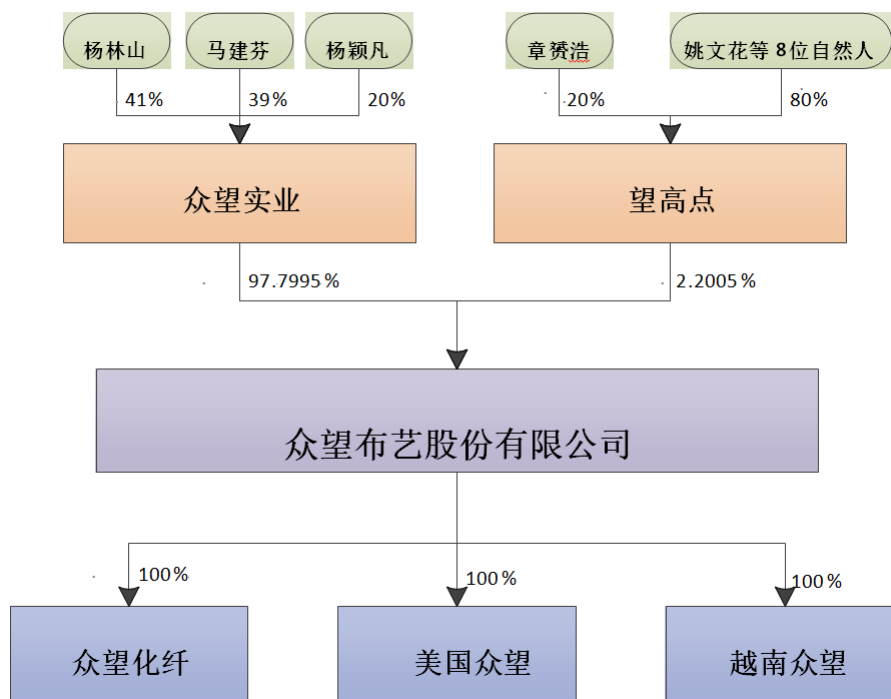 杨林山
马建芬
杨颖凡
章赟浩
姚文花等8位自然人
41%
39%
20%
20%
80%
众望实业
望高点
97.7995%
2.2005%
众望布艺股份有限公司
100%
100%
100%
众望化纤
美国众望
越南众望